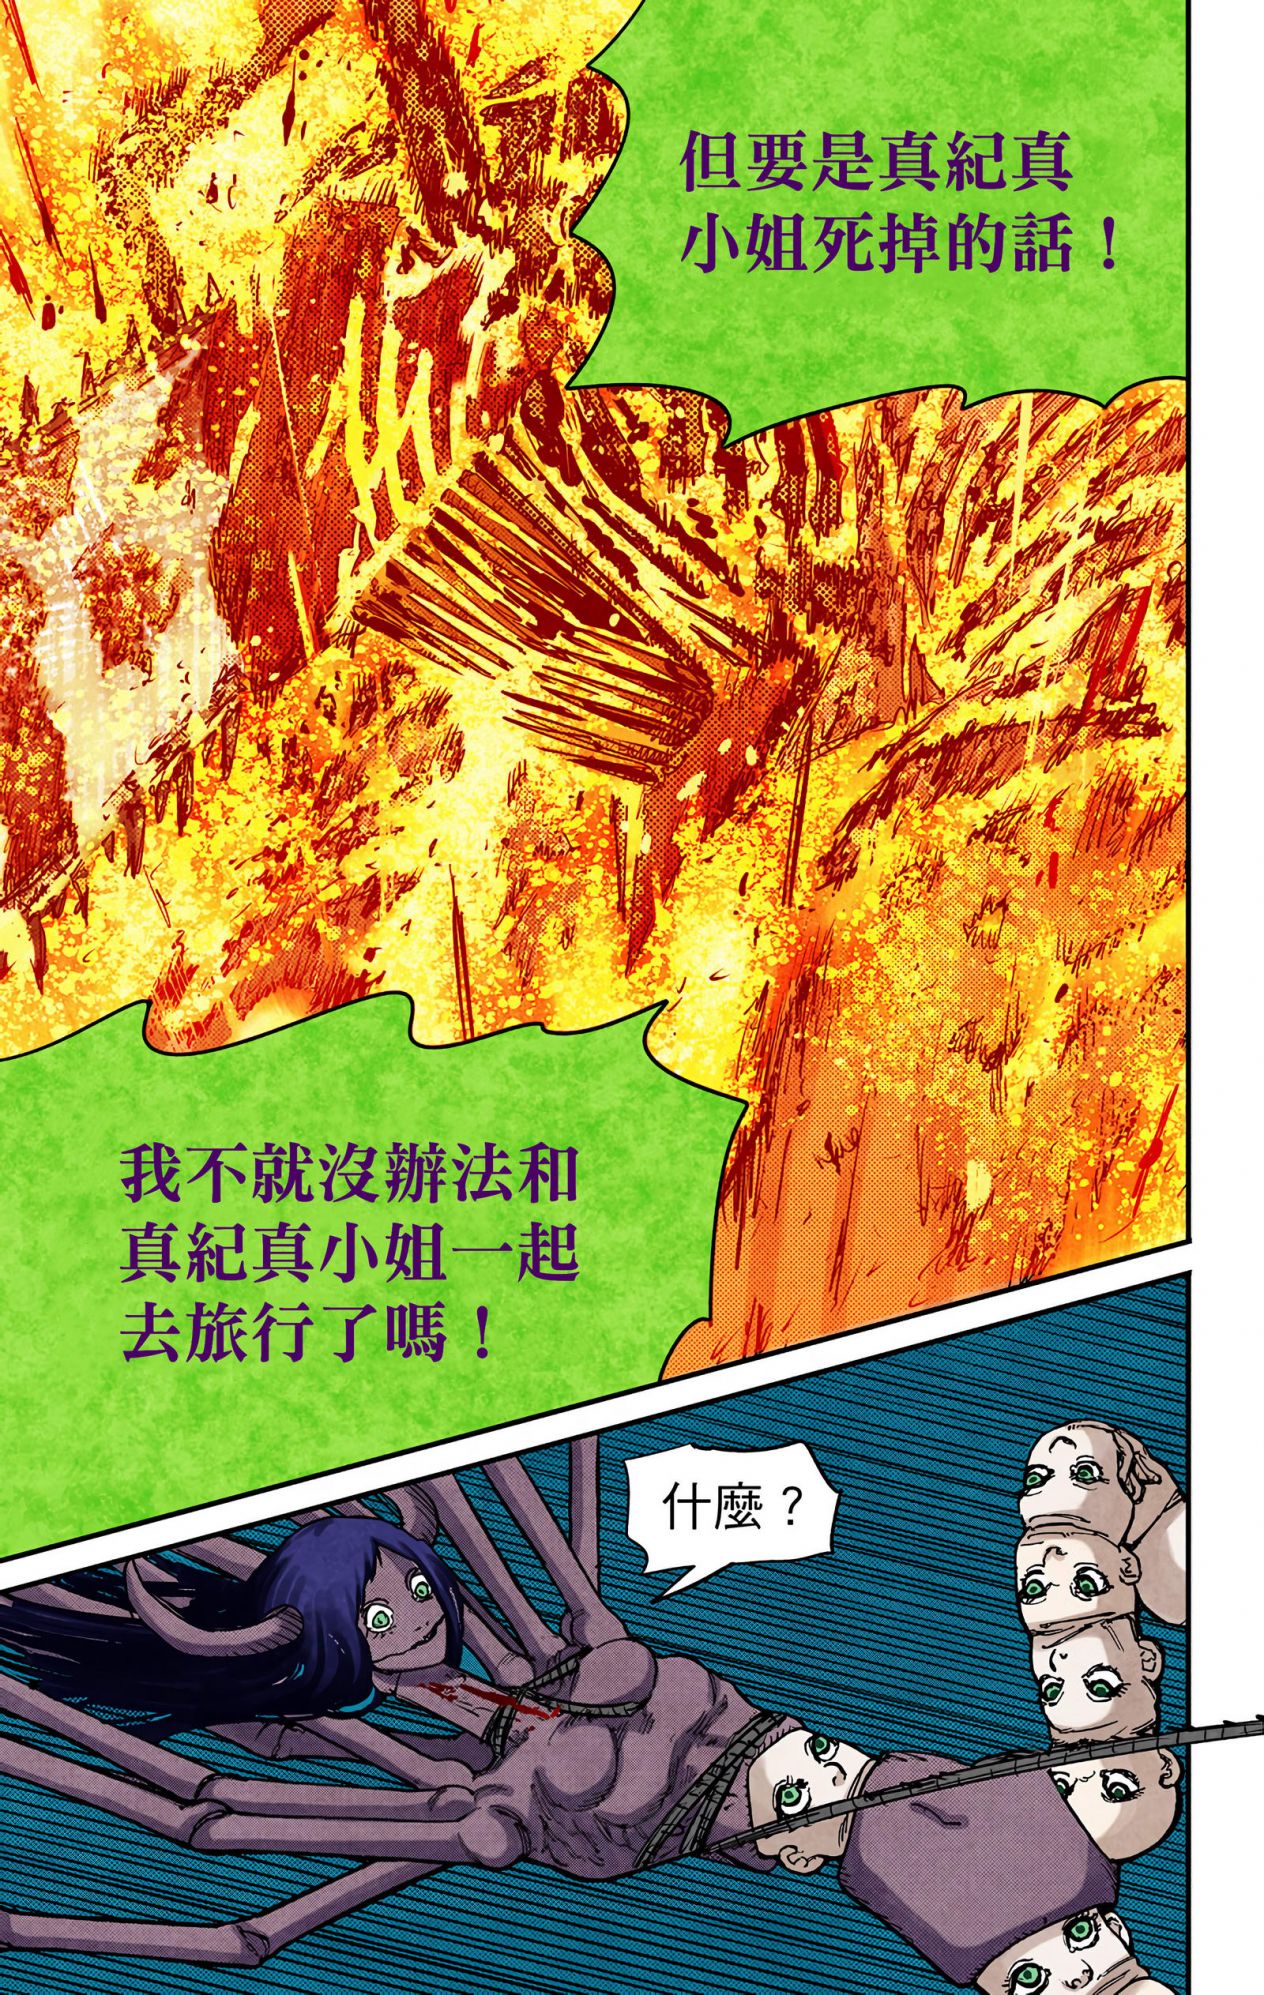 但要是真紀真
小姐死掉的話！
我不就沒辦法和
真紀真小姐一起
去旅行了嗎！
什麼？